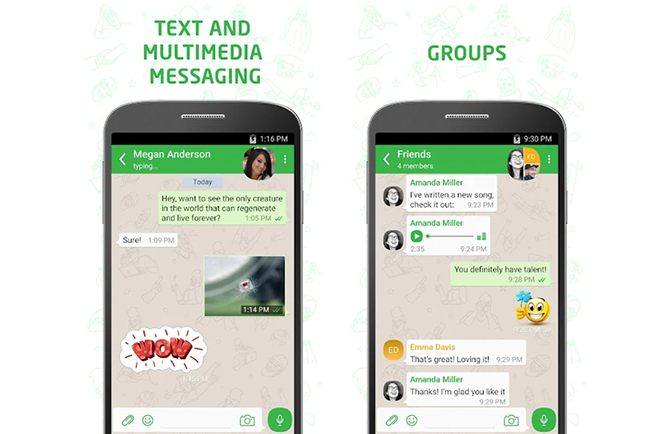 TEXT AND
MULTIMEDIA
MESSAGING
1:16 PM
Megan Anderson
typing...
Today
Hey, want to see the only creature
in the world that can regenerate
and live forever?
1:05 PM
Sure! 1:09 PM
1:14 PM
WOW
1:15 PM
GROUPS
9:30 PM
Friends
4 members
ED
Amanda Miller
I've written a new song,
check it out:
9:23 PM
Amanda Miller
2:35
9:24 PM
You definitely have talent!
9:28 PM
ED
Emma Davis
That's great! Loving it! 9:29 PM
Amanda Miller
Thanks! I'm glad you like it
9:29 PM